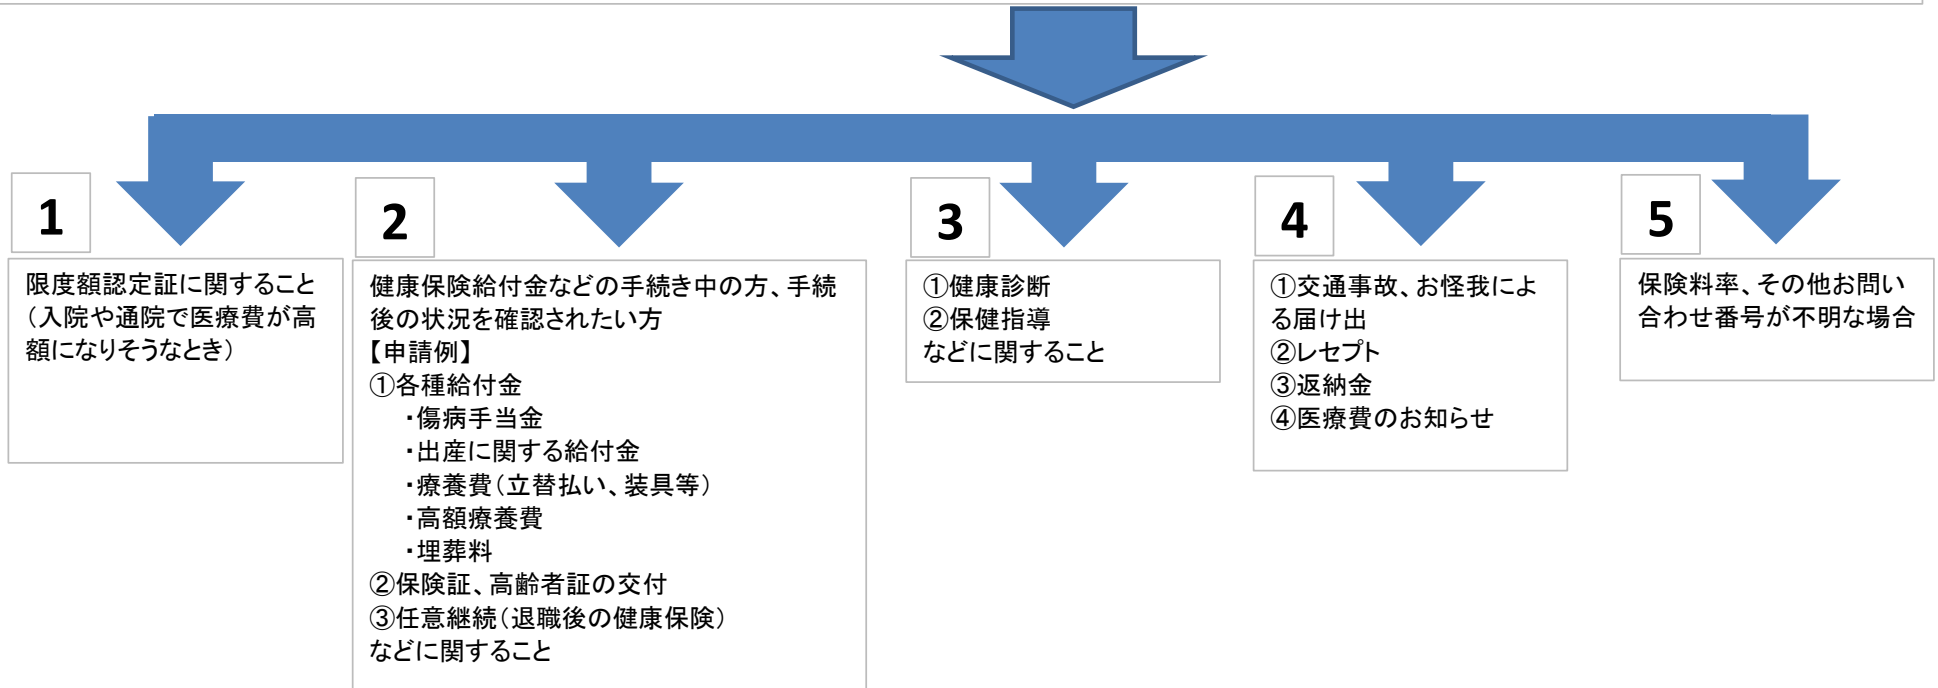 1
限度額認定証に関すること
（入院や通院で医療費が高
額になりそうなとき）
2
健康保険給付金などの手続き中の方、手続
後の状況を確認されたい方
【申請例】
①各種給付金
・傷病手当金
・出産に関する給付金
・療養費（立替払い、装具等）
・高額療養費
・埋葬料
②保険証、高齢者証の交付
③任意継続（退職後の健康保険）
などに関すること
3
①健康診断
②保健指導
などに関すること
4
①交通事故、お怪我によ
る届け出
②レセプト
③返納金
④医療費のお知らせ
5
保険料率、その他お問い
合わせ番号が不明な場合